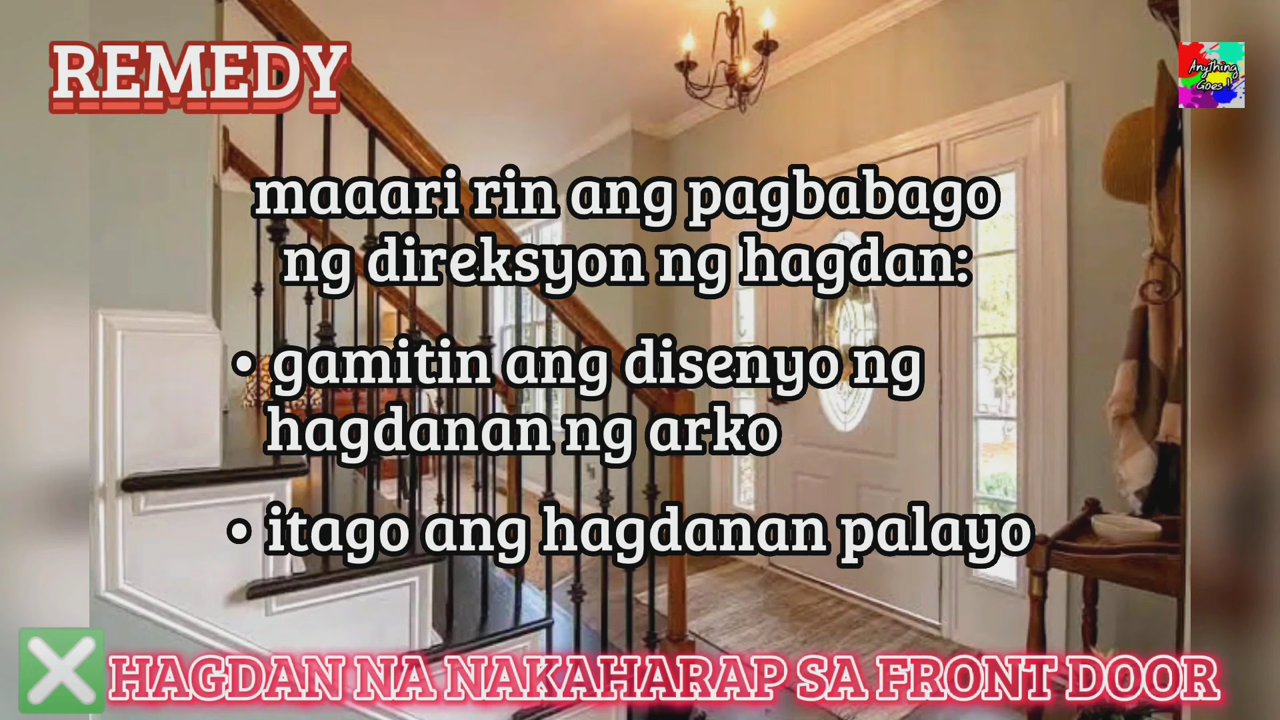 REMEDY
Anything
Goes!
maaari rin ang pagbabago
ng direksyon ng hagdan:
• gamitin ang disenyo ng
hagdanan ng arko
• itago ang hagdanan palayo
❎ HAGDAN NA NAKAHARAP SA FRONT DOOR